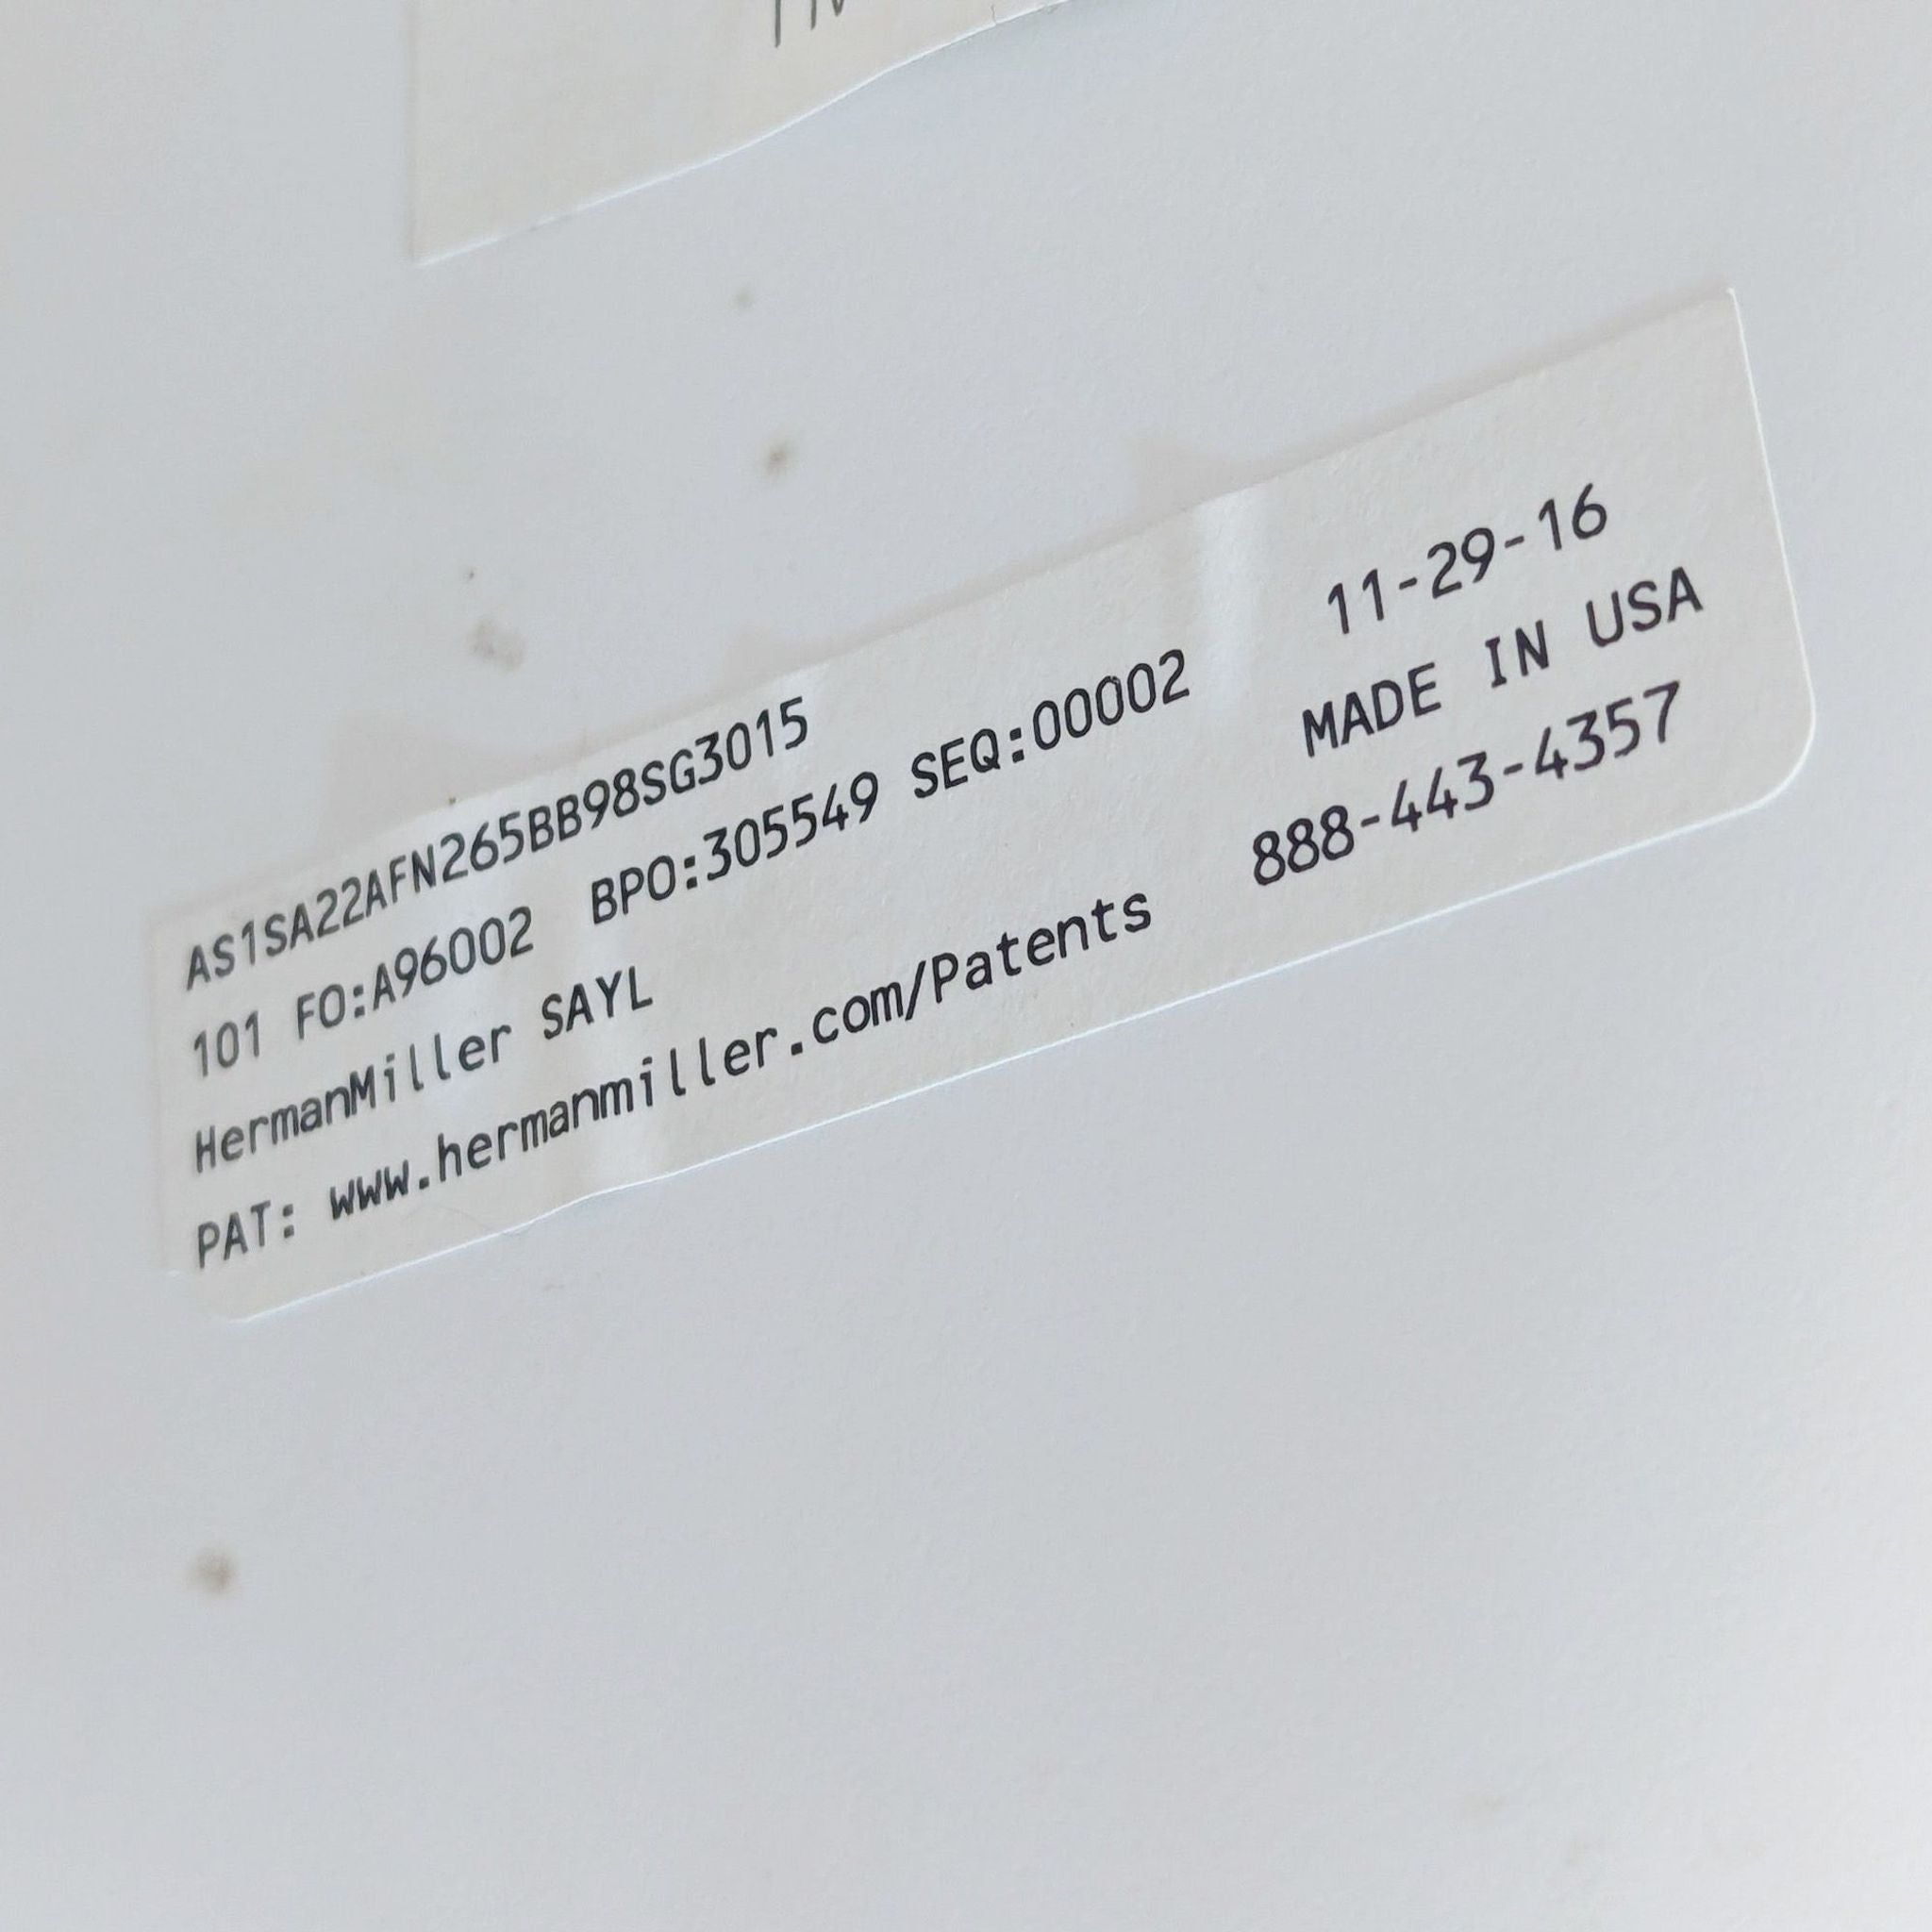 AS1SA22AFN265BB98SG3015
101 FO:A96002 BPO:305549 SEQ:00002
HermanMiller SAYL
PAT: www.hermanmiller.com/Patents
11-29-16
MADE IN USA
888-443-4357